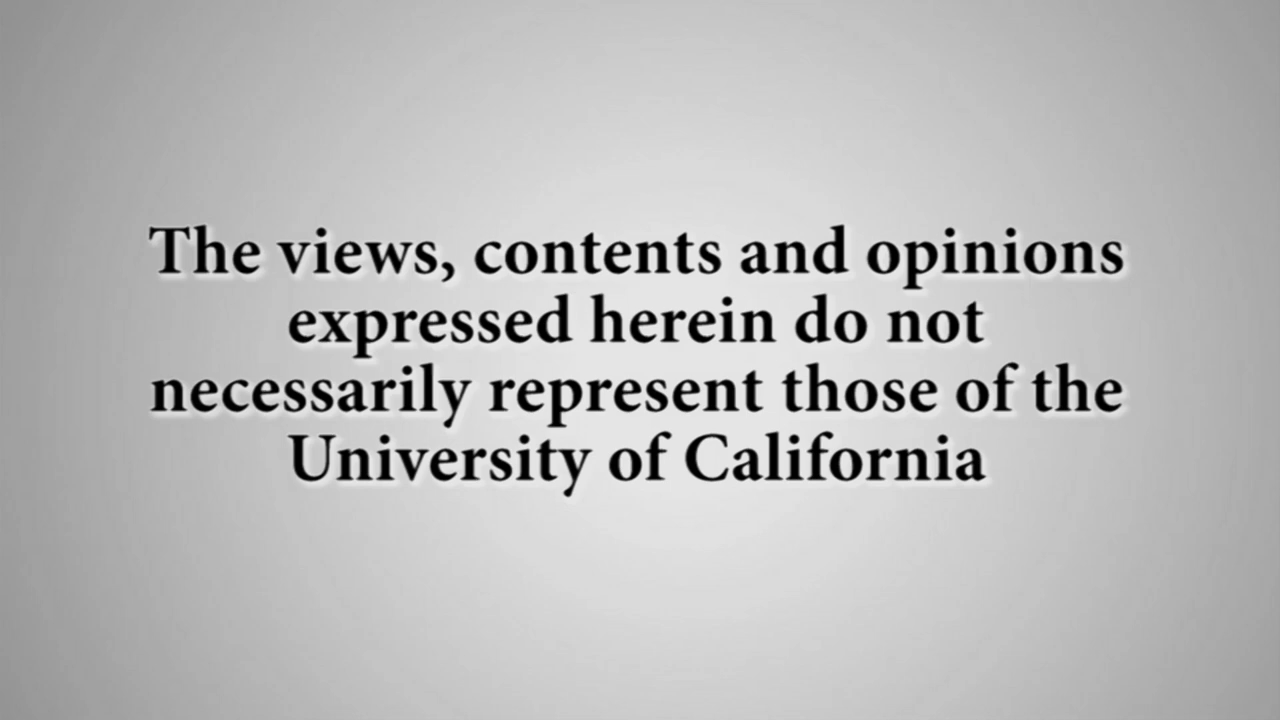 The views, contents and opinions
expressed herein do not
necessarily represent those of the
University of California